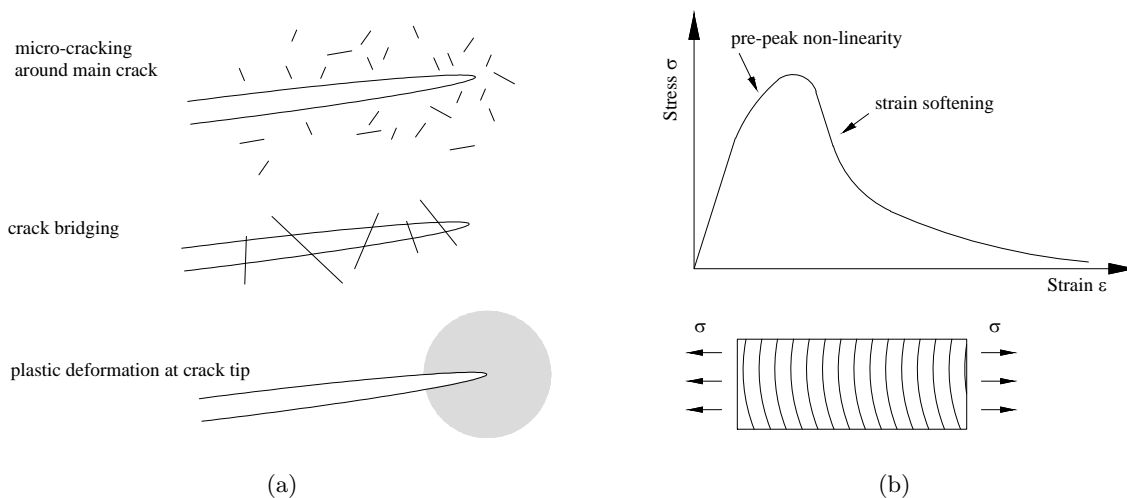 micro-cracking
around main crack
crack bridging
plastic deformation at crack tip
(a)
Stress σ
pre-peak non-linearity
strain softening
Strain ε
σ
σ
(b)